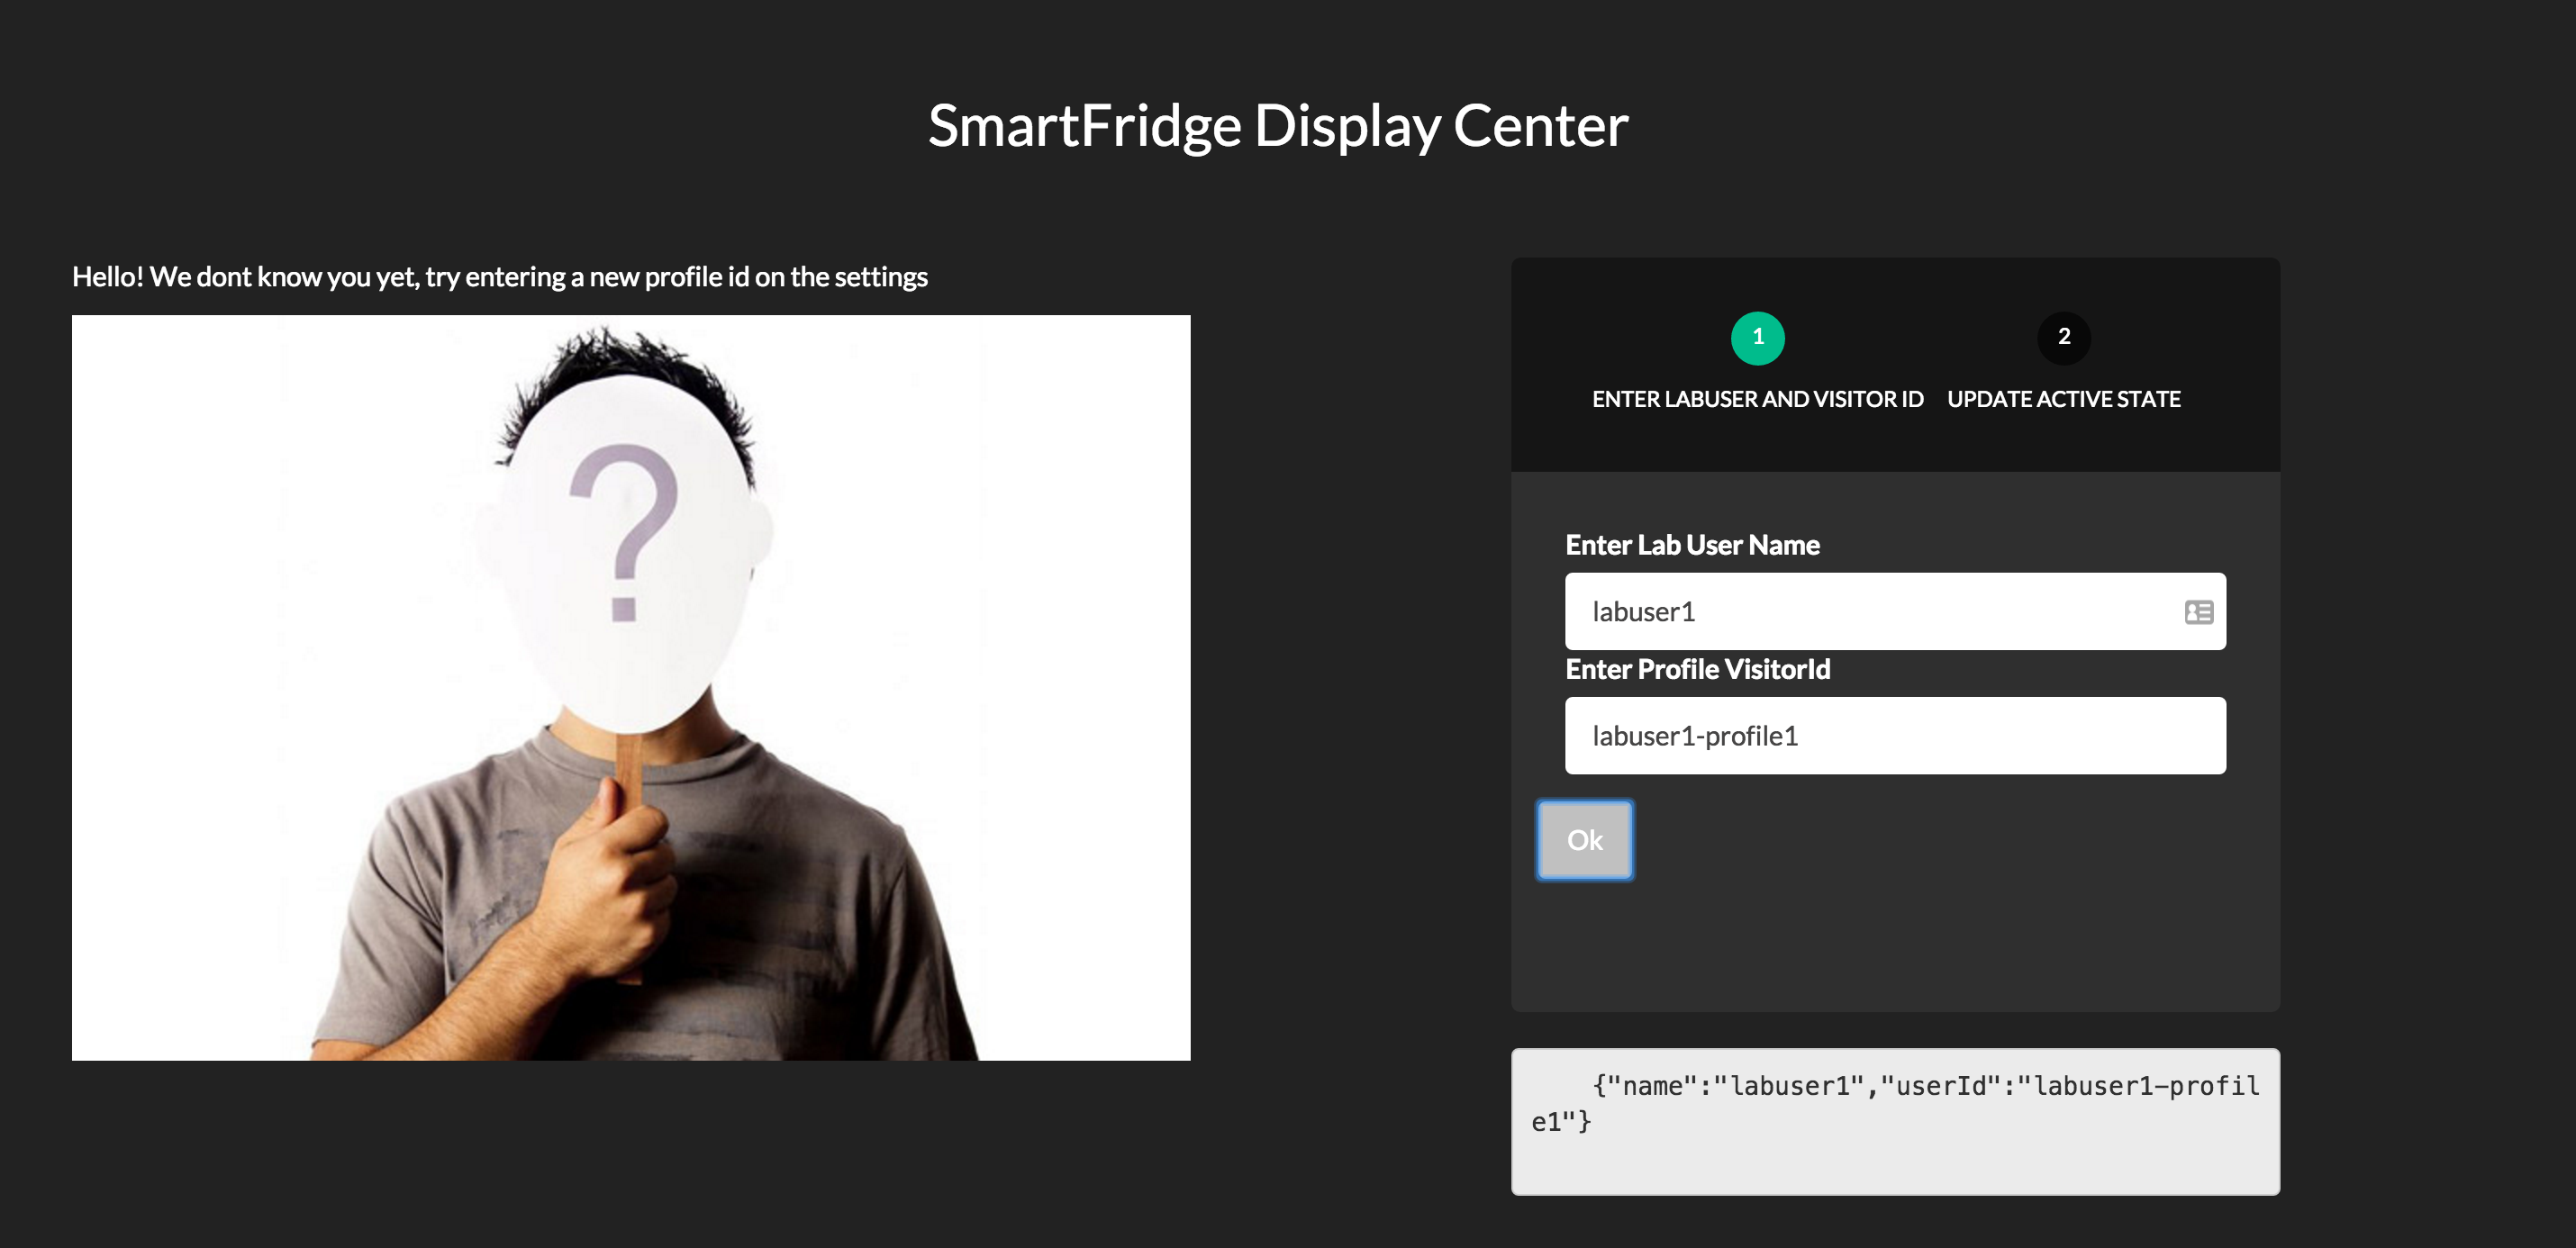 SmartFridge Display Center
Hello! We dont know you yet, try entering a new profile id on the settings
?
1
2
ENTER LABUSER AND VISITOR ID
UPDATE ACTIVE STATE
Enter Lab User Name
labuser1
Enter Profile VisitorId
labuser1-profile1
Ok
{"name":"labuser1","userId":"labuser1-profil
e1"}